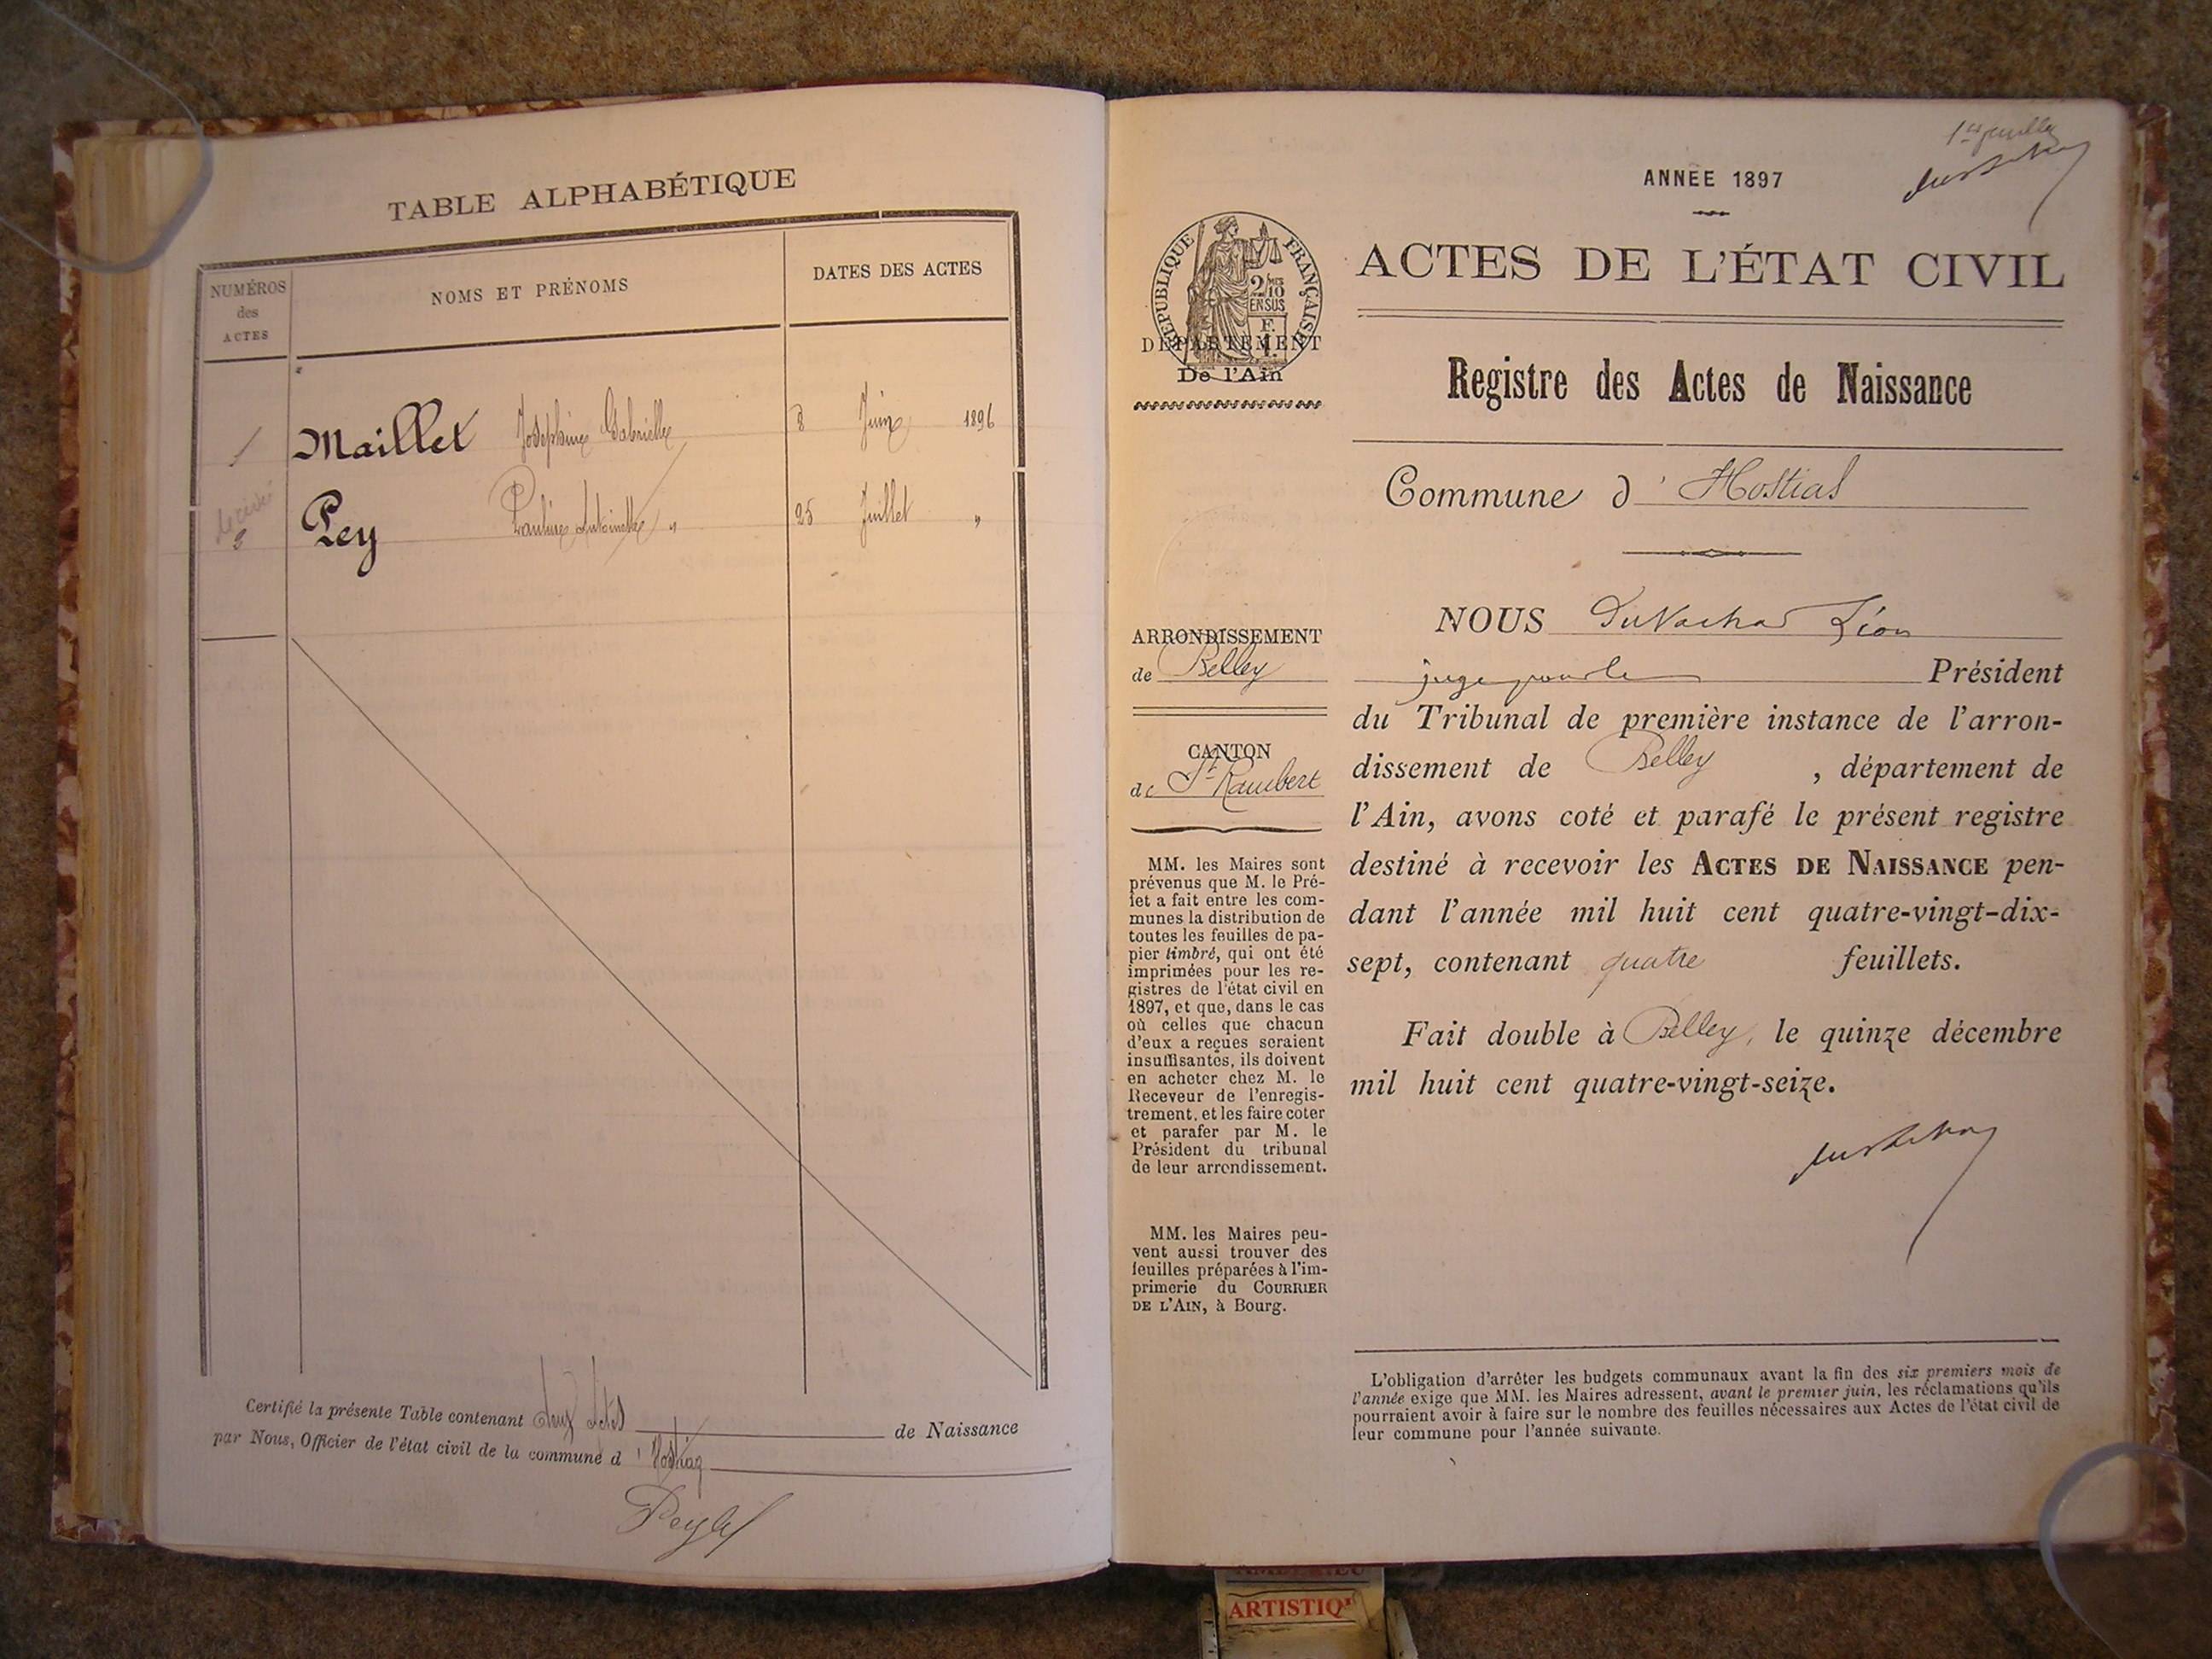 TABLE ALPHABÉTIQUE
NUMÉROS
des
ACTES
NOMS ET PRÉNOMS
DATES DES ACTES
1 Maillet Joséphine Gabrielle 8 Juin 1896
Pey Pauline Antoinette " 25 Juillet "
Certifié la présente Table contenant deux actes de Naissance
par Nous, Officier de l'état civil de la commune d 'Hostiaz
ANNÉE 1897
RÉPUBLIQUE FRANÇAISE
DÉPARTEMENT
De l'Ain
ARRONDISSEMENT
de Belley
CANTON
de St Rambert
MM. les Maires sont
prévenus que M. le Pré-
fet a fait entre les com-
munes la distribution de
toutes les feuilles de pa-
pier timbré, qui ont été
imprimées pour les re-
gistres de l'état civil en
1897, et que, dans le cas
où celles que chacun
d'eux a reçues seraient
insuffisantes, ils doivent
en acheter chez M. le
Receveur de l'enregis-
trement, et les faire coter
et parafer par M. le
Président du tribunal
de leur arrondissement.
MM. les Maires peu-
vent aussi trouver des
feuilles préparées à l'im-
primerie du COURRIER
DE L'AIN, à Bourg.
ACTES DE L'ÉTAT CIVIL
Registre des Actes de Naissance
Commune d 'Hostias
NOUS Léon
juge pour le Président
du Tribunal de première instance de l'arron-
dissement de Belley , département de
l'Ain, avons coté et parafé le présent registre
destiné à recevoir les ACTES DE NAISSANCE pen-
dant l'année mil huit cent quatre-vingt-dix-
sept, contenant quatre feuillets.
Fait double à Belley, le quinze décembre
mil huit cent quatre-vingt-seize.
L'obligation d'arrêter les budgets communaux avant la fin des six premiers mois de
l'année exige que MM. les Maires adressent, avant le premier juin, les réclamations qu'ils
pourraient avoir à faire sur le nombre des feuilles nécessaires aux Actes de l'état civil de
leur commune pour l'année suivante.
ARTISTIQ